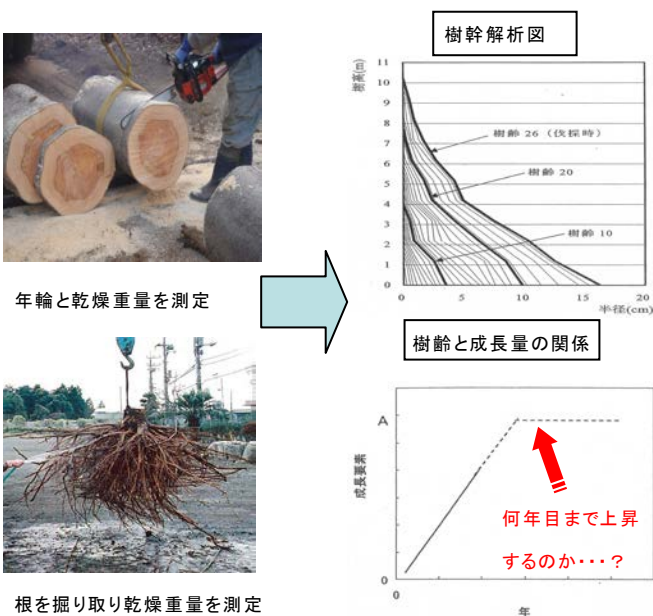 樹幹解析図
樹高(m)
11
10
9
8
7
6
5
4
3
2
1
0
樹齢 26 (伐採時)
樹齢 20
樹齢 10
0
5
10
15
20
半径(cm)
年輪と乾燥重量を測定
樹齢と成長量の関係
A
成長要素
0
0
年
何年目まで上昇
するのか・・・?
根を掘り取り乾燥重量を測定